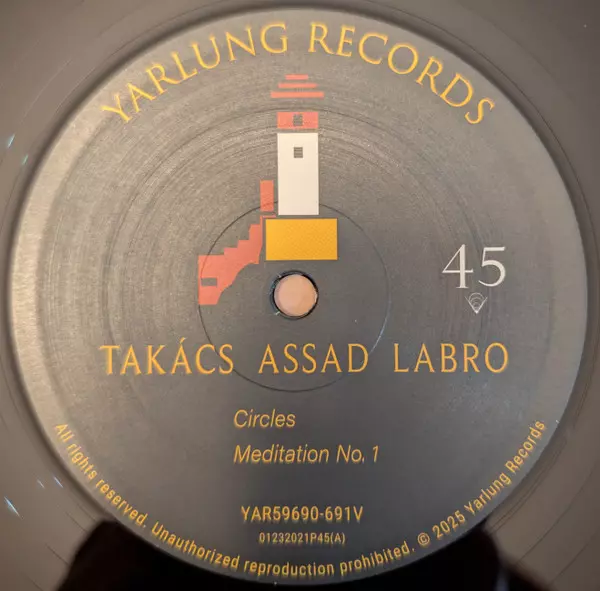 YARLUNG RECORDS
45
TAKÁCS ASSAD LABRO
Circles
Meditation No. 1
YAR59690-691V
01232021P45(A)
All rights reserved. Unauthorized reproduction prohibited. © 2025 Yarlung Records